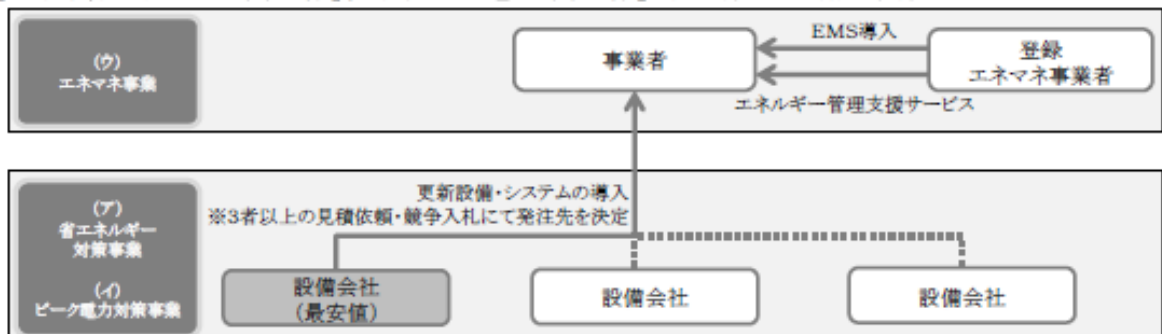 (ウ)
エネマネ事業
事業者
EMS導入
登録
エネマネ事業者
エネルギー管理支援サービス
(ア)
省エネルギー
対策事業
(イ)
ピーク電力対策事業
更新設備・システムの導入
※3者以上の見積依頼・競争入札にて発注先を決定
設備会社
(最安値)
設備会社
設備会社